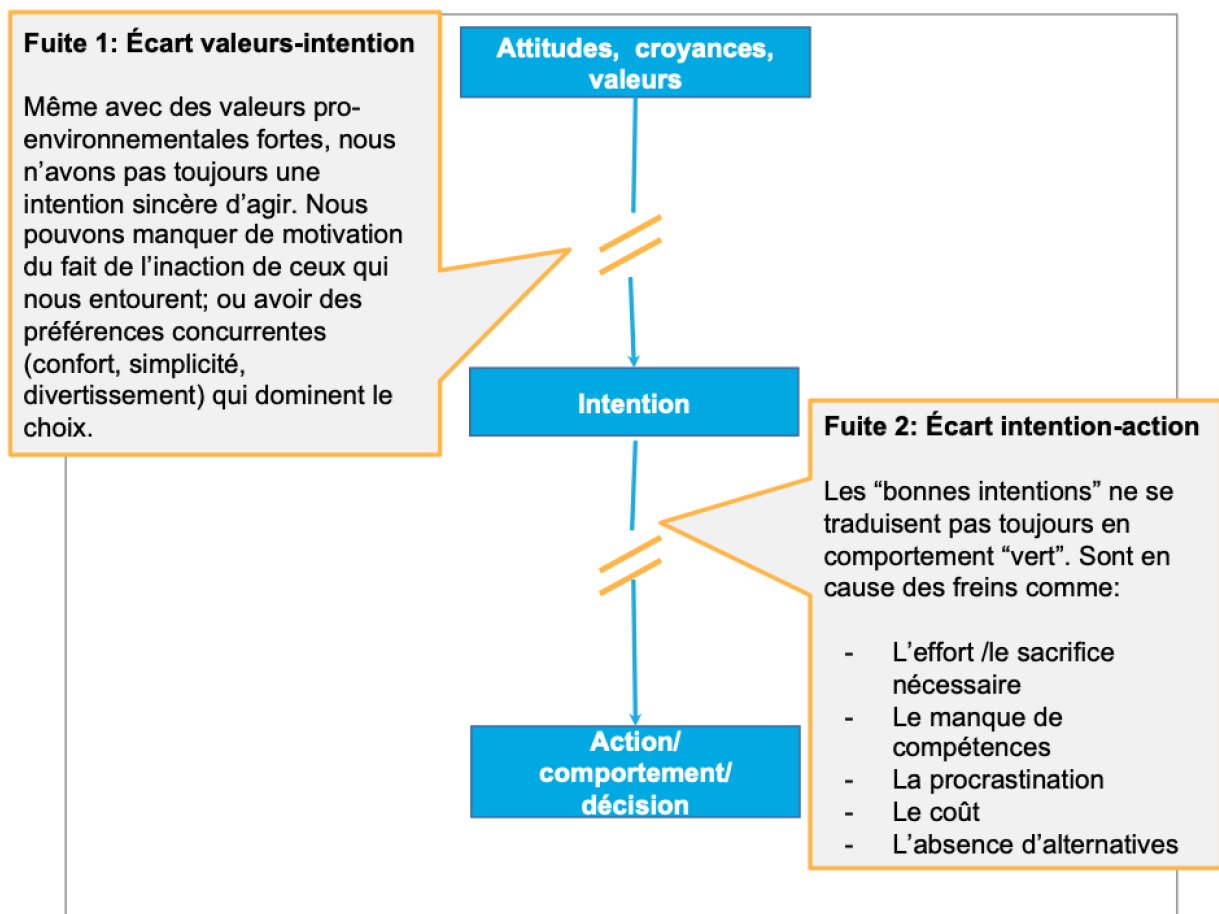 Fuite 1: Écart valeurs-intention
Même avec des valeurs pro-
environnementales fortes, nous
n’avons pas toujours une
intention sincère d’agir. Nous
pouvons manquer de motivation
du fait de l’inaction de ceux qui
nous entourent; ou avoir des
préférences concurrentes
(confort, simplicité,
divertissement) qui dominent le
choix.
Attitudes, croyances,
valeurs
Intention
Fuite 2: Écart intention-action
Les “bonnes intentions” ne se
traduisent pas toujours en
comportement “vert”. Sont en
cause des freins comme:
- L’effort /le sacrifice
nécessaire
- Le manque de
compétences
- La procrastination
- Le coût
- L’absence d’alternatives
Action/
comportement/
décision